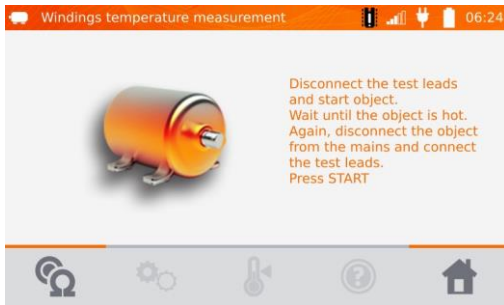 Windings temperature measurement
06:24
Disconnect the test leads
and start object.
Wait until the object is hot.
Again, disconnect the object
from the mains and connect
the test leads.
Press START
Ω
?